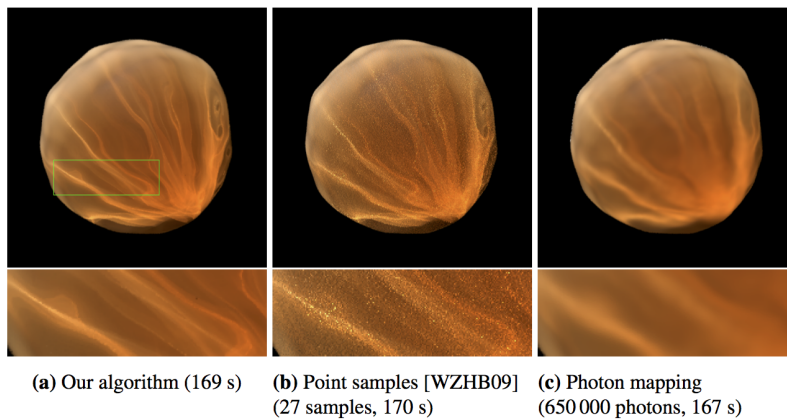 (a) Our algorithm (169 s)
(b) Point samples [WZHB09]
(27 samples, 170 s)
(c) Photon mapping
(650 000 photons, 167 s)